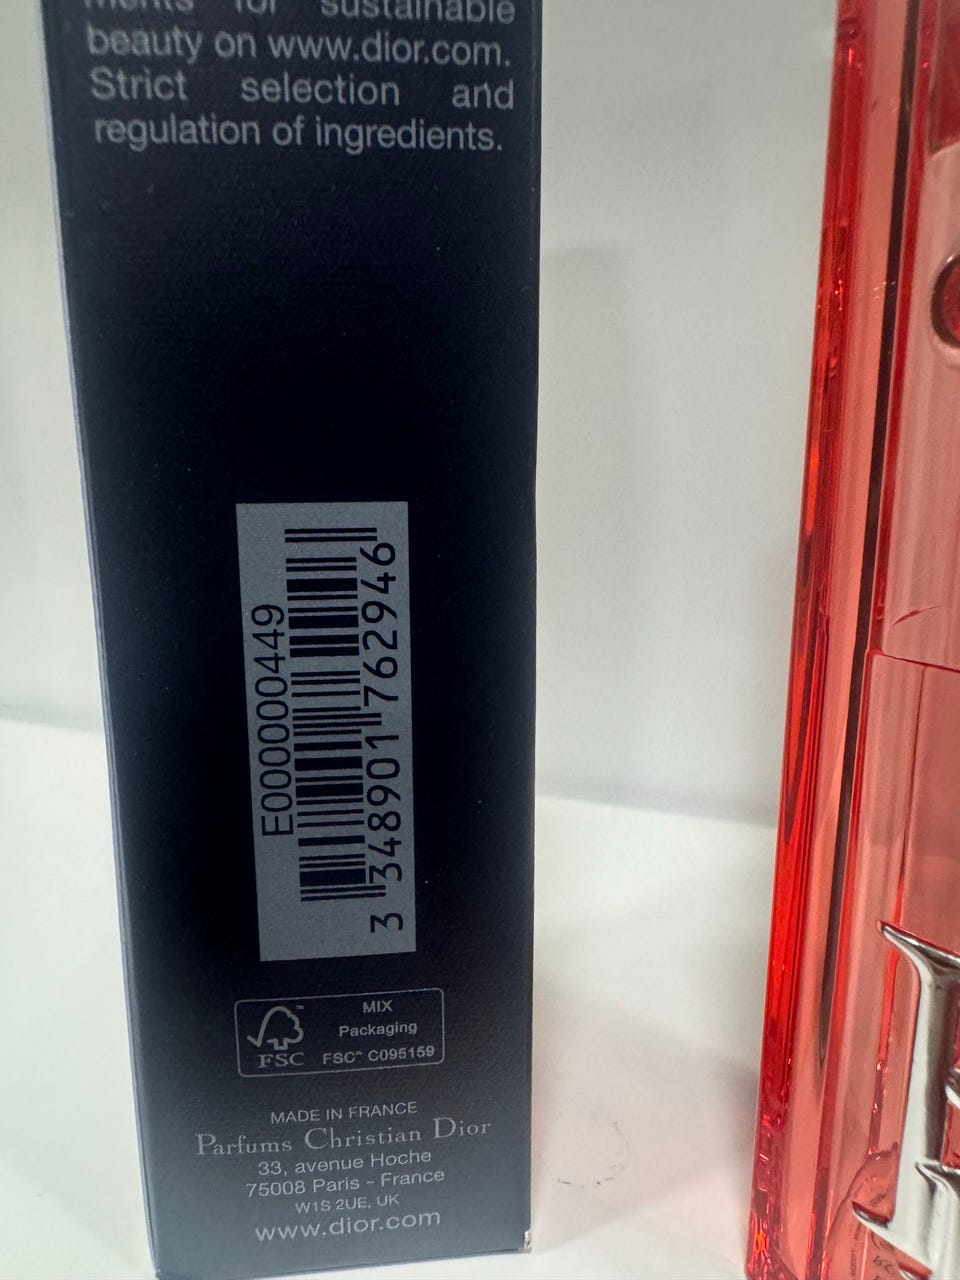 ments for sustainable
beauty on www.dior.com.
Strict selection and
regulation of ingredients.
E000000449
3 348901 762946
FSC™
MIX
Packaging
FSC™ C095159
MADE IN FRANCE
Parfums Christian Dior
33, avenue Hoche
75008 Paris - France
W1S 2UE, UK
www.dior.com